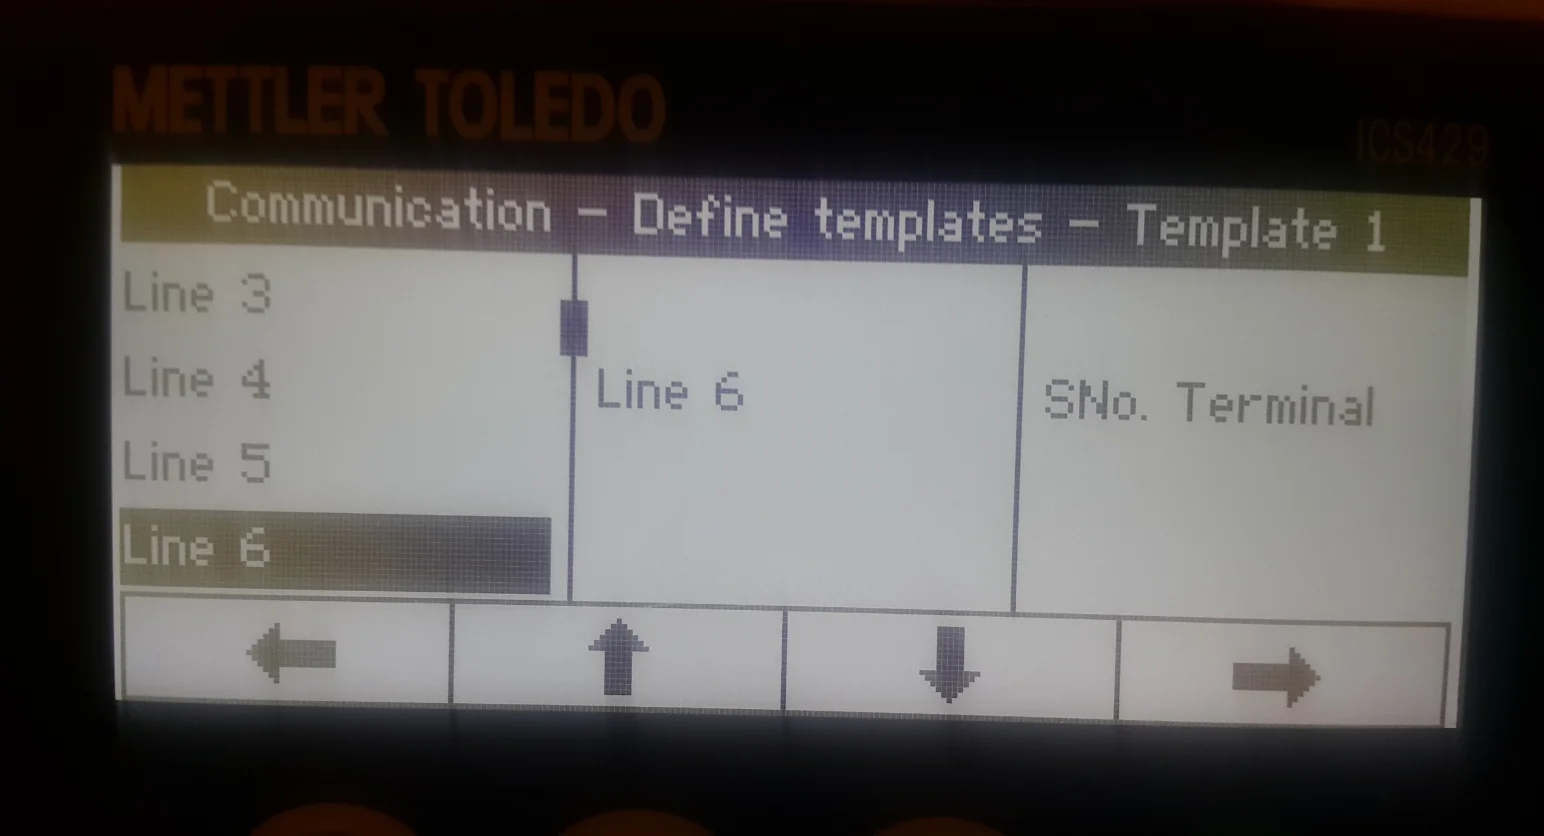 METTLER TOLEDO
ICS429
Communication - Define templates - Template 1
Line 3
Line 4
Line 5
Line 6
Line 6
SNo. Terminal